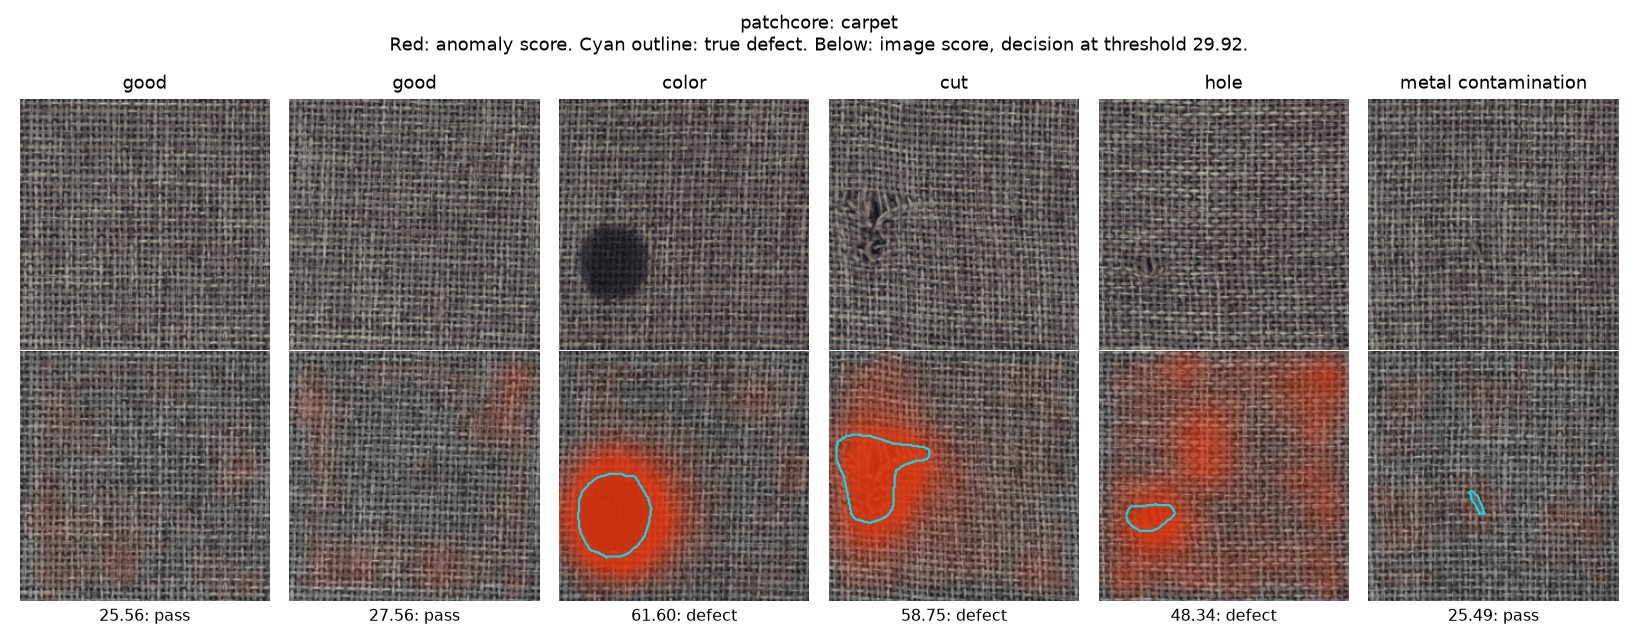 patchcore: carpet
Red: anomaly score. Cyan outline: true defect. Below: image score, decision at threshold 29.92.
good good color cut hole metal contamination
25.56: pass 27.56: pass 61.60: defect 58.75: defect 48.34: defect 25.49: pass